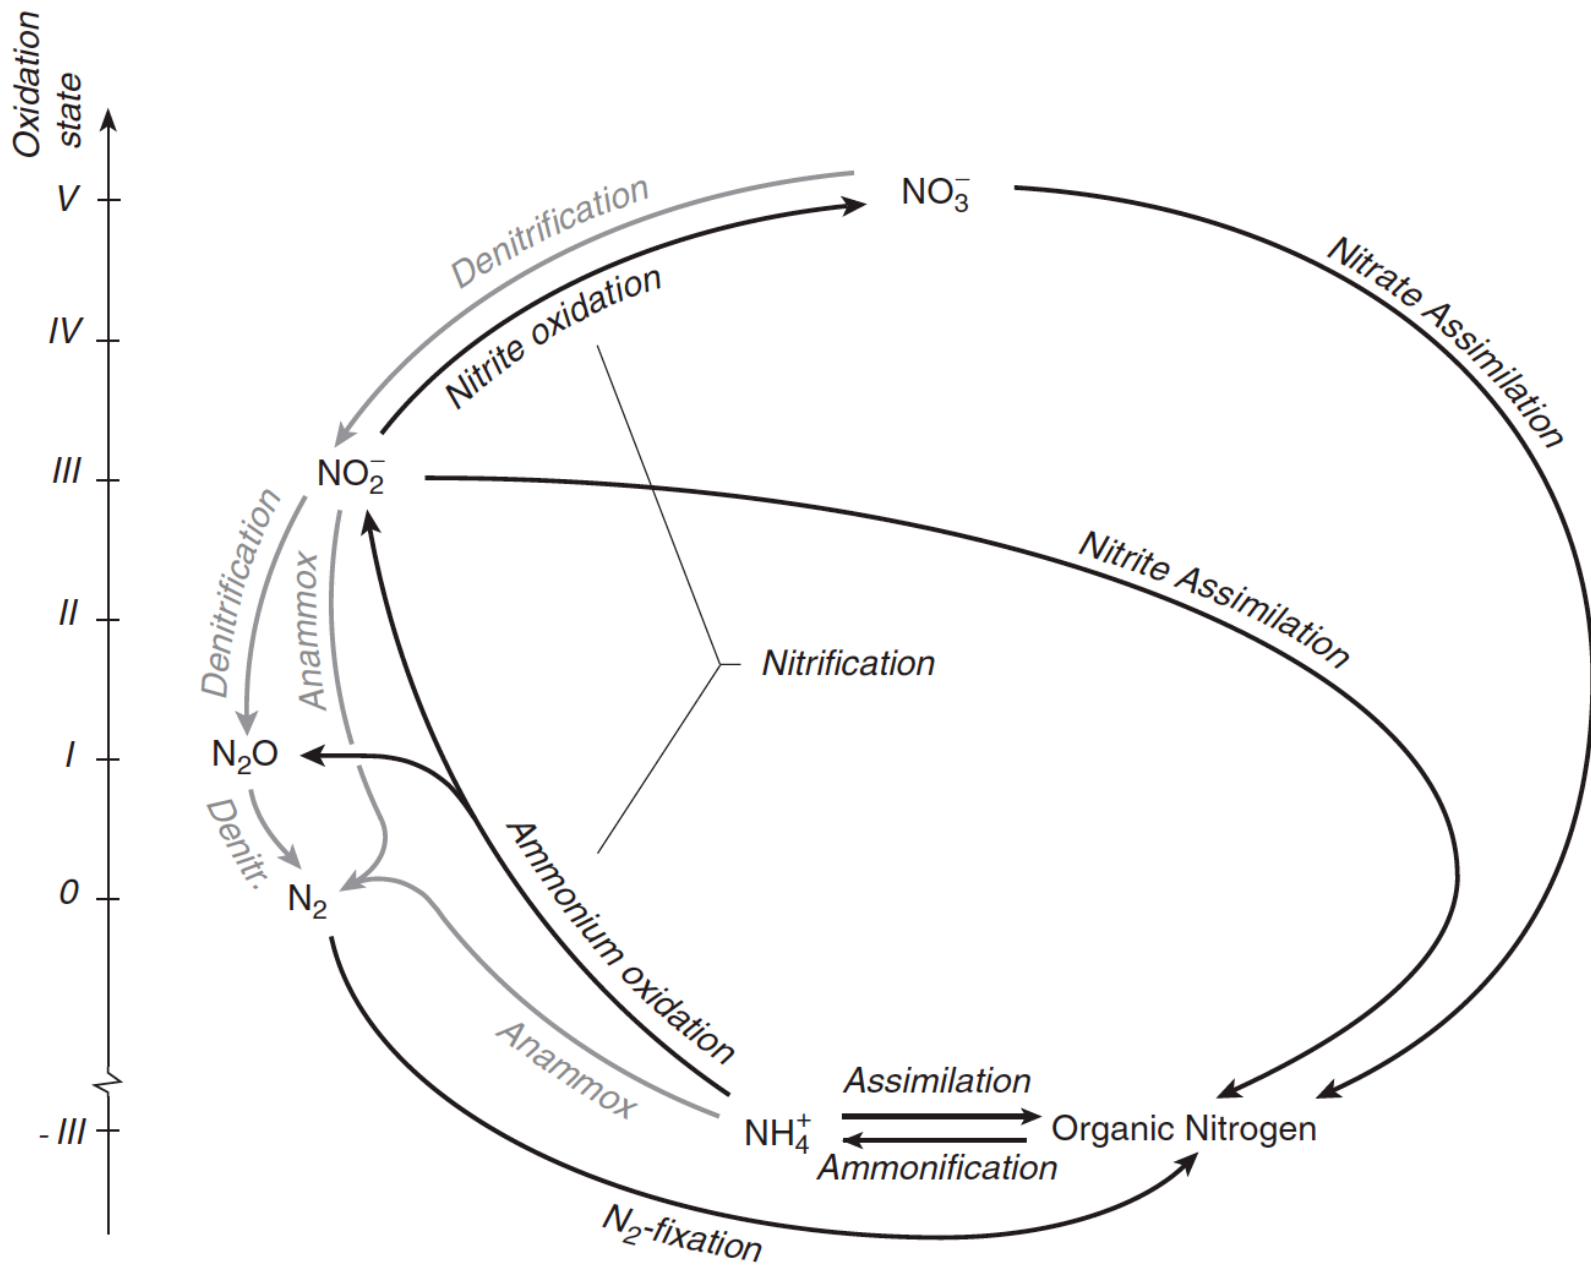 Oxidation
state
V
IV
III
II
I
0
- III
NO₃⁻
Denitrification
Nitrite oxidation
Nitrate Assimilation
NO₂⁻
Nitrite Assimilation
Denitrification
Anammox
Nitrification
N₂O
Denitr.
N₂
Ammonium oxidation
Anammox
NH₄⁺
Assimilation
Ammonification
Organic Nitrogen
N₂-fixation